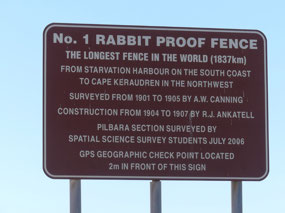 No. 1 RABBIT PROOF FENCE
THE LONGEST FENCE IN THE WORLD (1837km)
FROM STARVATION HARBOUR ON THE SOUTH COAST
TO CAPE KERAUDREN IN THE NORTHWEST
SURVEYED FROM 1901 TO 1905 BY A.W. CANNING
CONSTRUCTION FROM 1904 TO 1907 BY R.J. ANKATELL
PILBARA SECTION SURVEYED BY
SPATIAL SCIENCE SURVEY STUDENTS JULY 2006
GPS GEOGRAPHIC CHECK POINT LOCATED
2m IN FRONT OF THIS SIGN